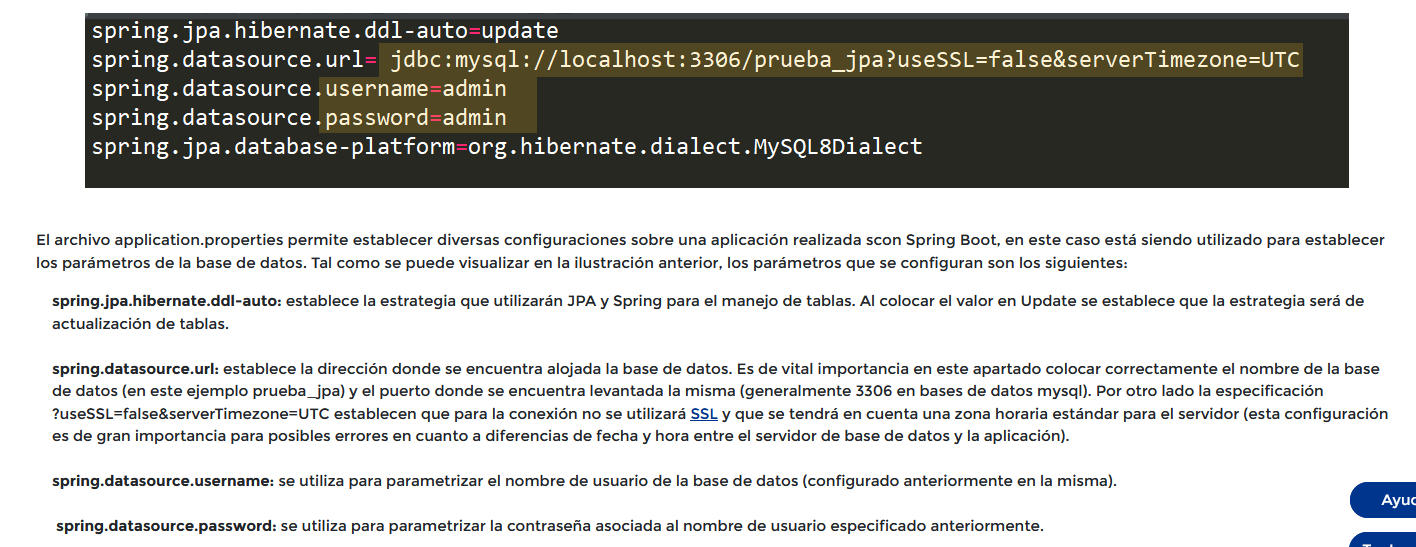 spring.jpa.hibernate.ddl-auto=update
spring.datasource.url= jdbc:mysql://localhost:3306/prueba_jpa?useSSL=false&serverTimezone=UTC
spring.datasource.username=admin
spring.datasource.password=admin
spring.jpa.database-platform=org.hibernate.dialect.MySQL8Dialect
El archivo application.properties permite establecer diversas configuraciones sobre una aplicación realizada scon Spring Boot, en este caso está siendo utilizado para establecer
los parámetros de la base de datos. Tal como se puede visualizar en la ilustración anterior, los parámetros que se configuran son los siguientes:
spring.jpa.hibernate.ddl-auto: establece la estrategia que utilizarán JPA y Spring para el manejo de tablas. Al colocar el valor en Update se establece que la estrategia será de
actualización de tablas.
spring.datasource.url: establece la dirección donde se encuentra alojada la base de datos. Es de vital importancia en este apartado colocar correctamente el nombre de la base
de datos (en este ejemplo prueba_jpa) y el puerto donde se encuentra levantada la misma (generalmente 3306 en bases de datos mysql). Por otro lado la especificación
?useSSL=false&serverTimezone=UTC establecen que para la conexión no se utilizará SSL y que se tendrá en cuenta una zona horaria estándar para el servidor (esta configuración
es de gran importancia para posibles errores en cuanto a diferencias de fecha y hora entre el servidor de base de datos y la aplicación).
spring.datasource.username: se utiliza para parametrizar el nombre de usuario de la base de datos (configurado anteriormente en la misma).
spring.datasource.password: se utiliza para parametrizar la contraseña asociada al nombre de usuario especificado anteriormente.